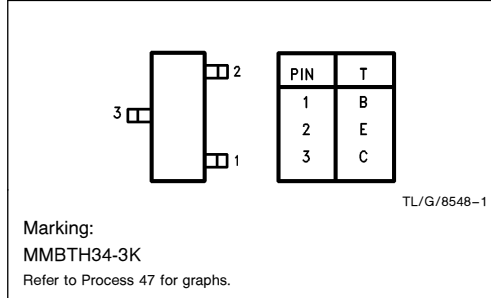 2
3
1
PIN T
1 B
2 E
3 C
TL/G/8548–1
Marking:
MMBTH34-3K
Refer to Process 47 for graphs.